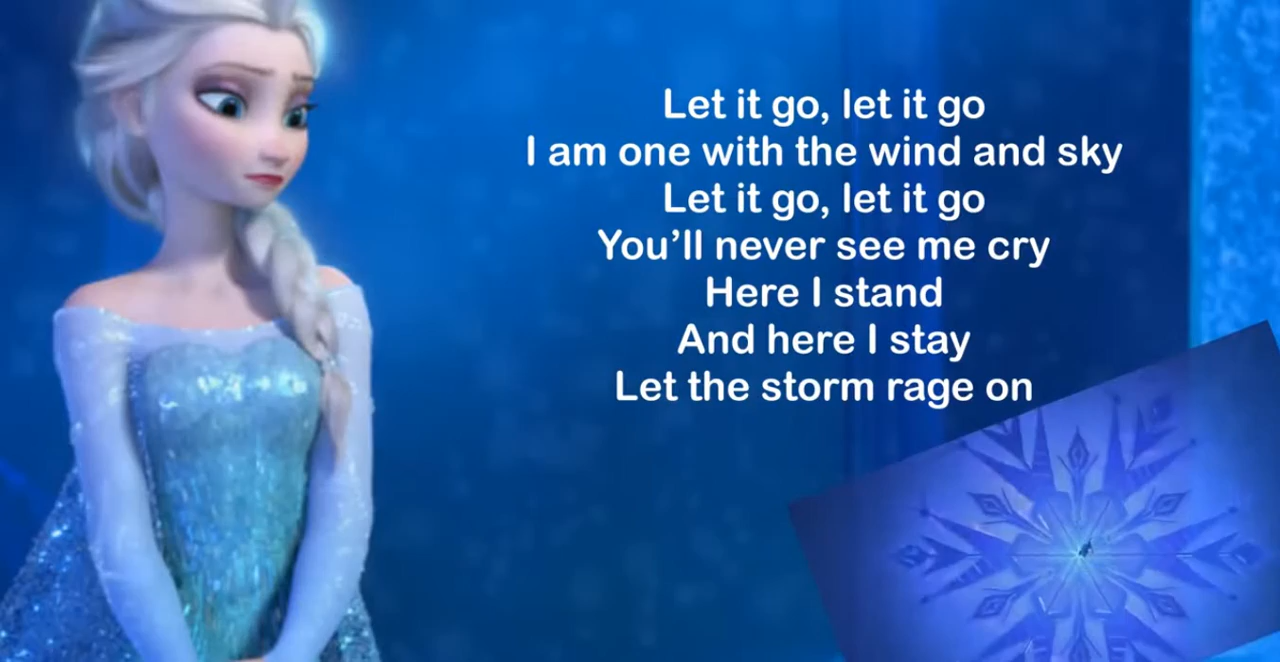 Let it go, let it go
I am one with the wind and sky
Let it go, let it go
You’ll never see me cry
Here I stand
And here I stay
Let the storm rage on